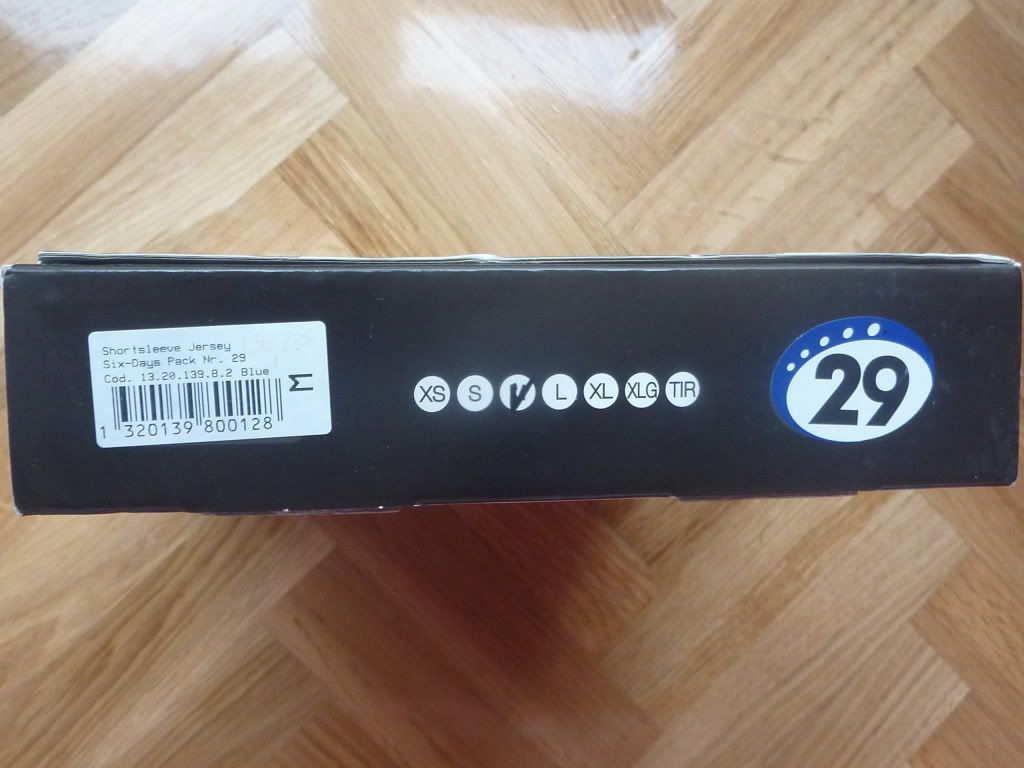 Shortsleeve Jersey
Six-Days Pack Nr. 29
Cod. 13.20.139.8.2 Blue
M
1 320139 800128
XS S M L XL XLG TIR
29